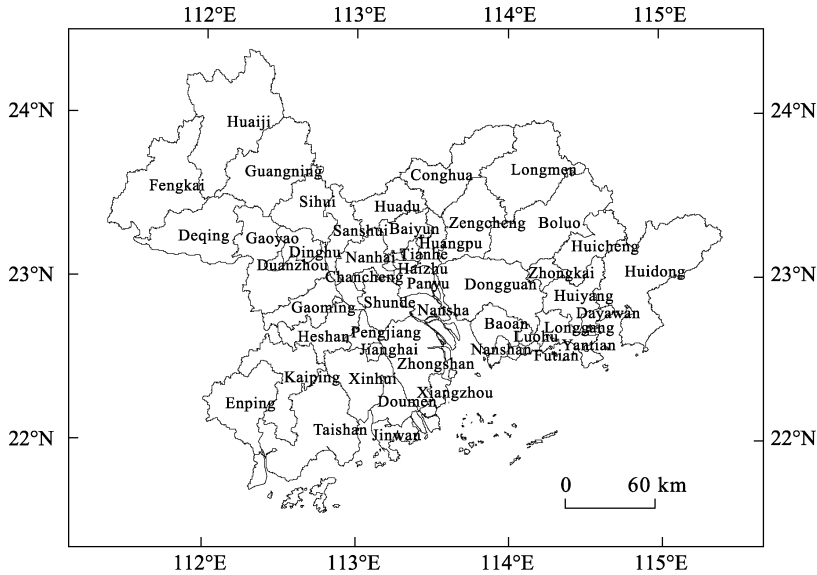 112°E 113°E 114°E 115°E
24°N 24°N
Huaiji
Guangning
Conghua Longmen
Fengkai
Sihui
Huadu
Zengcheng Boluo
Sanshui Baiyun
Deqing Gaoyao Huangpu Huicheng
Dinghu Nanhai Tianhe
Duanzhou Haizhu
23°N Zhongkai Huidong 23°N
Chancheng Panyu Dongguan
Huiyang
Gaoming Shunde Nansha Dayawan
Baoan Longgang
Heshan Pengjiang Luohu
Jianghai Nanshan Yantian
Futian
Zhongshan
Kaiping Xinhui
Xiangzhou
Enping Doumen
Taishan Jinwan
22°N 22°N
0 60 km
112°E 113°E 114°E 115°E